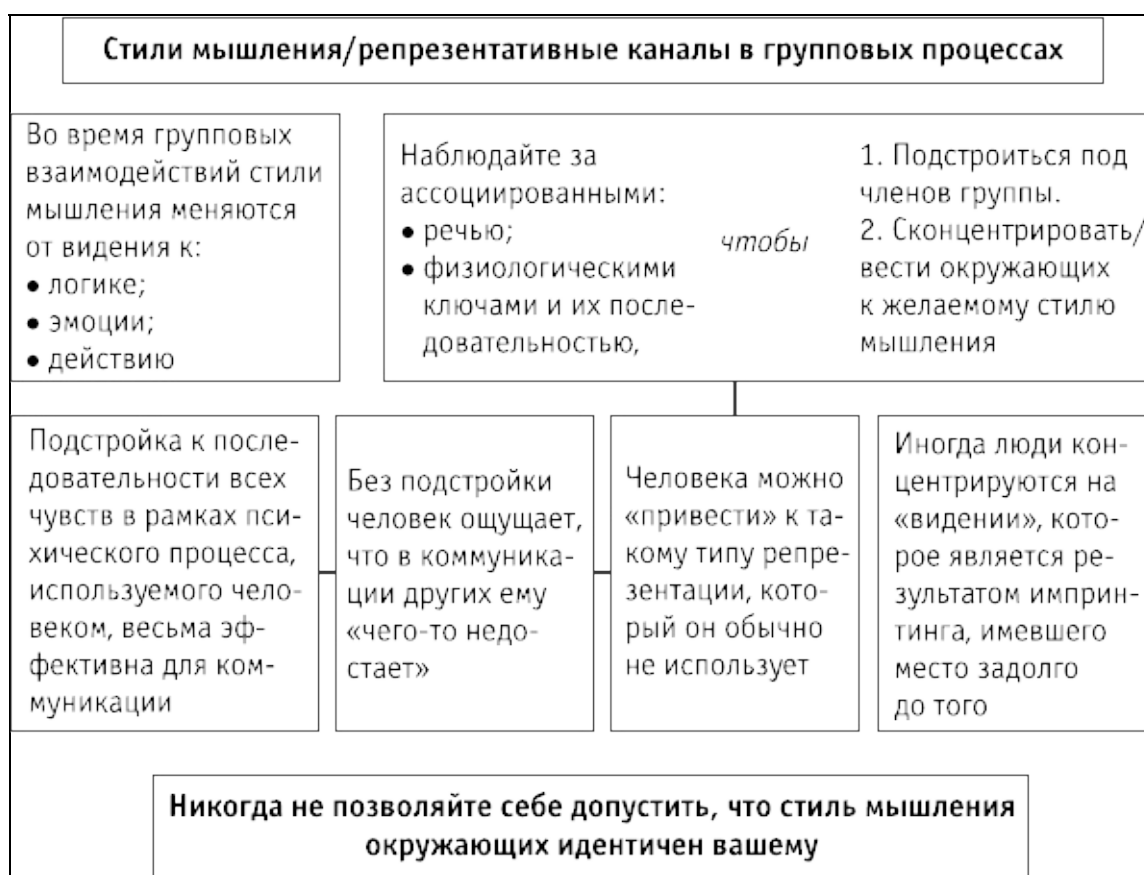 Стили мышления/репрезентативные каналы в групповых процессах
Во время групповых
взаимодействий стили
мышления меняются
от видения к:
• логике;
• эмоции;
• действию
Наблюдайте за
ассоциированными:
• речью;
• физиологическими
ключами и их после-
довательностью,
чтобы
1. Подстроиться под
членов группы.
2. Сконцентрировать/
вести окружающих
к желаемому стилю
мышления
Подстройка к после-
довательности всех
чувств в рамках пси-
хического процесса,
используемого чело-
веком, весьма эф-
фективна для ком-
муникации
Без подстройки
человек ощущает,
что в коммуника-
ции других ему
«чего-то недо-
стает»
Человека можно
«привести» к та-
кому типу репре-
зентации, кото-
рый он обычно
не использует
Иногда люди кон-
центрируются на
«видении», кото-
рое является ре-
зультатом имприн-
тинга, имевшего
место задолго
до того
Никогда не позволяйте себе допустить, что стиль мышления
окружающих идентичен вашему